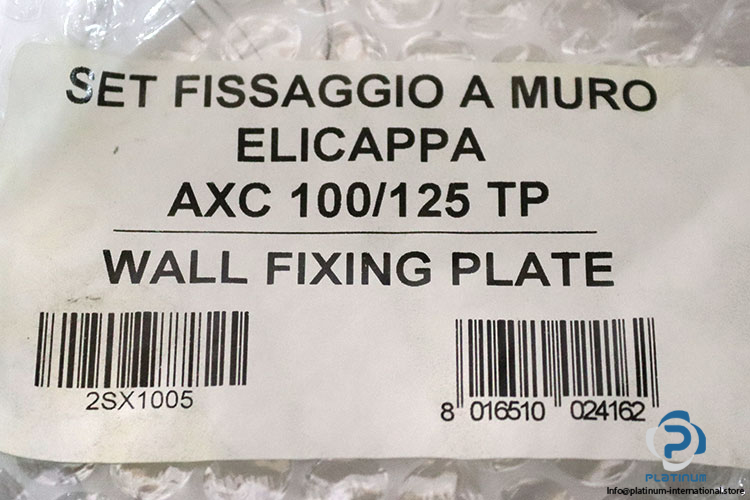 SET FISSAGGIO A MURO
ELICAPPA
AXC 100/125 TP
WALL FIXING PLATE
2SX1005
8 016510 024162
PLATINUM
Info@platinum-international.store